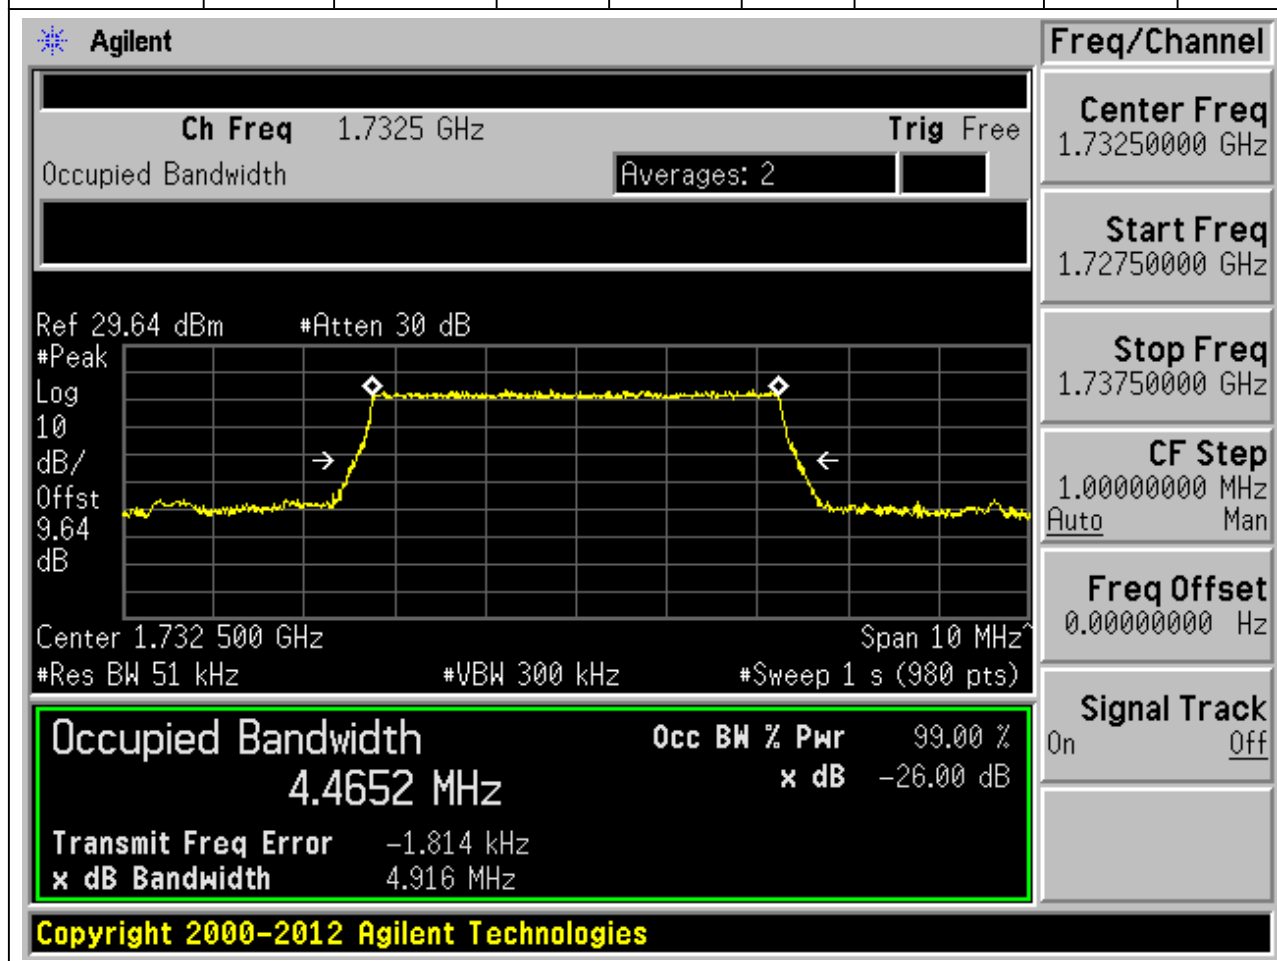 Agilent
Freq/Channel
Ch Freq 1.7325 GHz Trig Free
Occupied Bandwidth Averages: 2
Center Freq
1.73250000 GHz
Start Freq
1.72750000 GHz
Stop Freq
1.73750000 GHz
CF Step
1.00000000 MHz
Auto Man
Freq Offset
0.00000000 Hz
Signal Track
On Off
Ref 29.64 dBm #Atten 30 dB
#Peak
Log
10
dB/
Offst
9.64
dB
Center 1.732 500 GHz Span 10 MHz^
#Res BW 51 kHz #VBW 300 kHz #Sweep 1 s (980 pts)
Occupied Bandwidth Occ BW % Pwr 99.00 %
4.4652 MHz x dB -26.00 dB
Transmit Freq Error -1.814 kHz
x dB Bandwidth 4.916 MHz
Copyright 2000-2012 Agilent Technologies